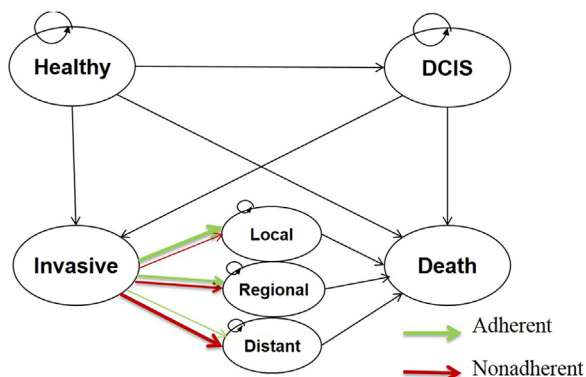 Healthy
DCIS
Invasive
Local
Regional
Distant
Death
Adherent
Nonadherent